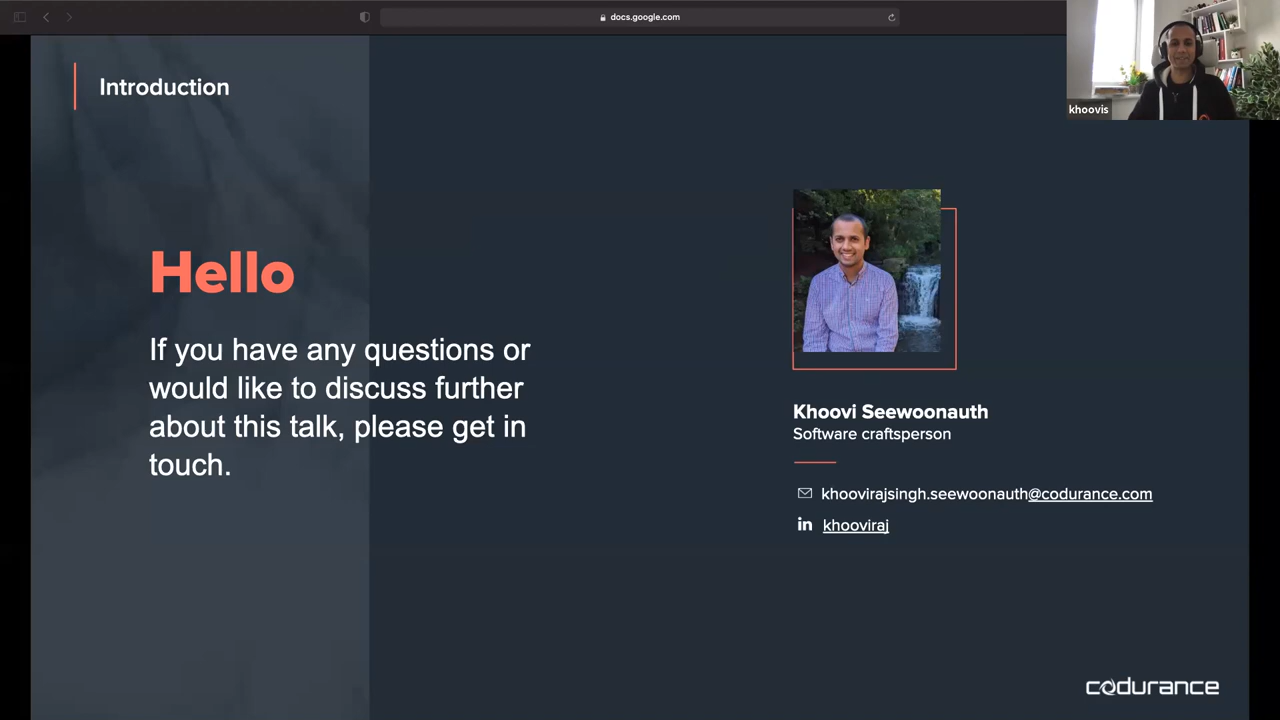 docs.google.com
khoovis
Introduction
Hello
If you have any questions or
would like to discuss further
about this talk, please get in
touch.
Khoovi Seewoonauth
Software craftsperson
khoovirajsingh.seewoonauth@codurance.com
in khooviraj
codurance